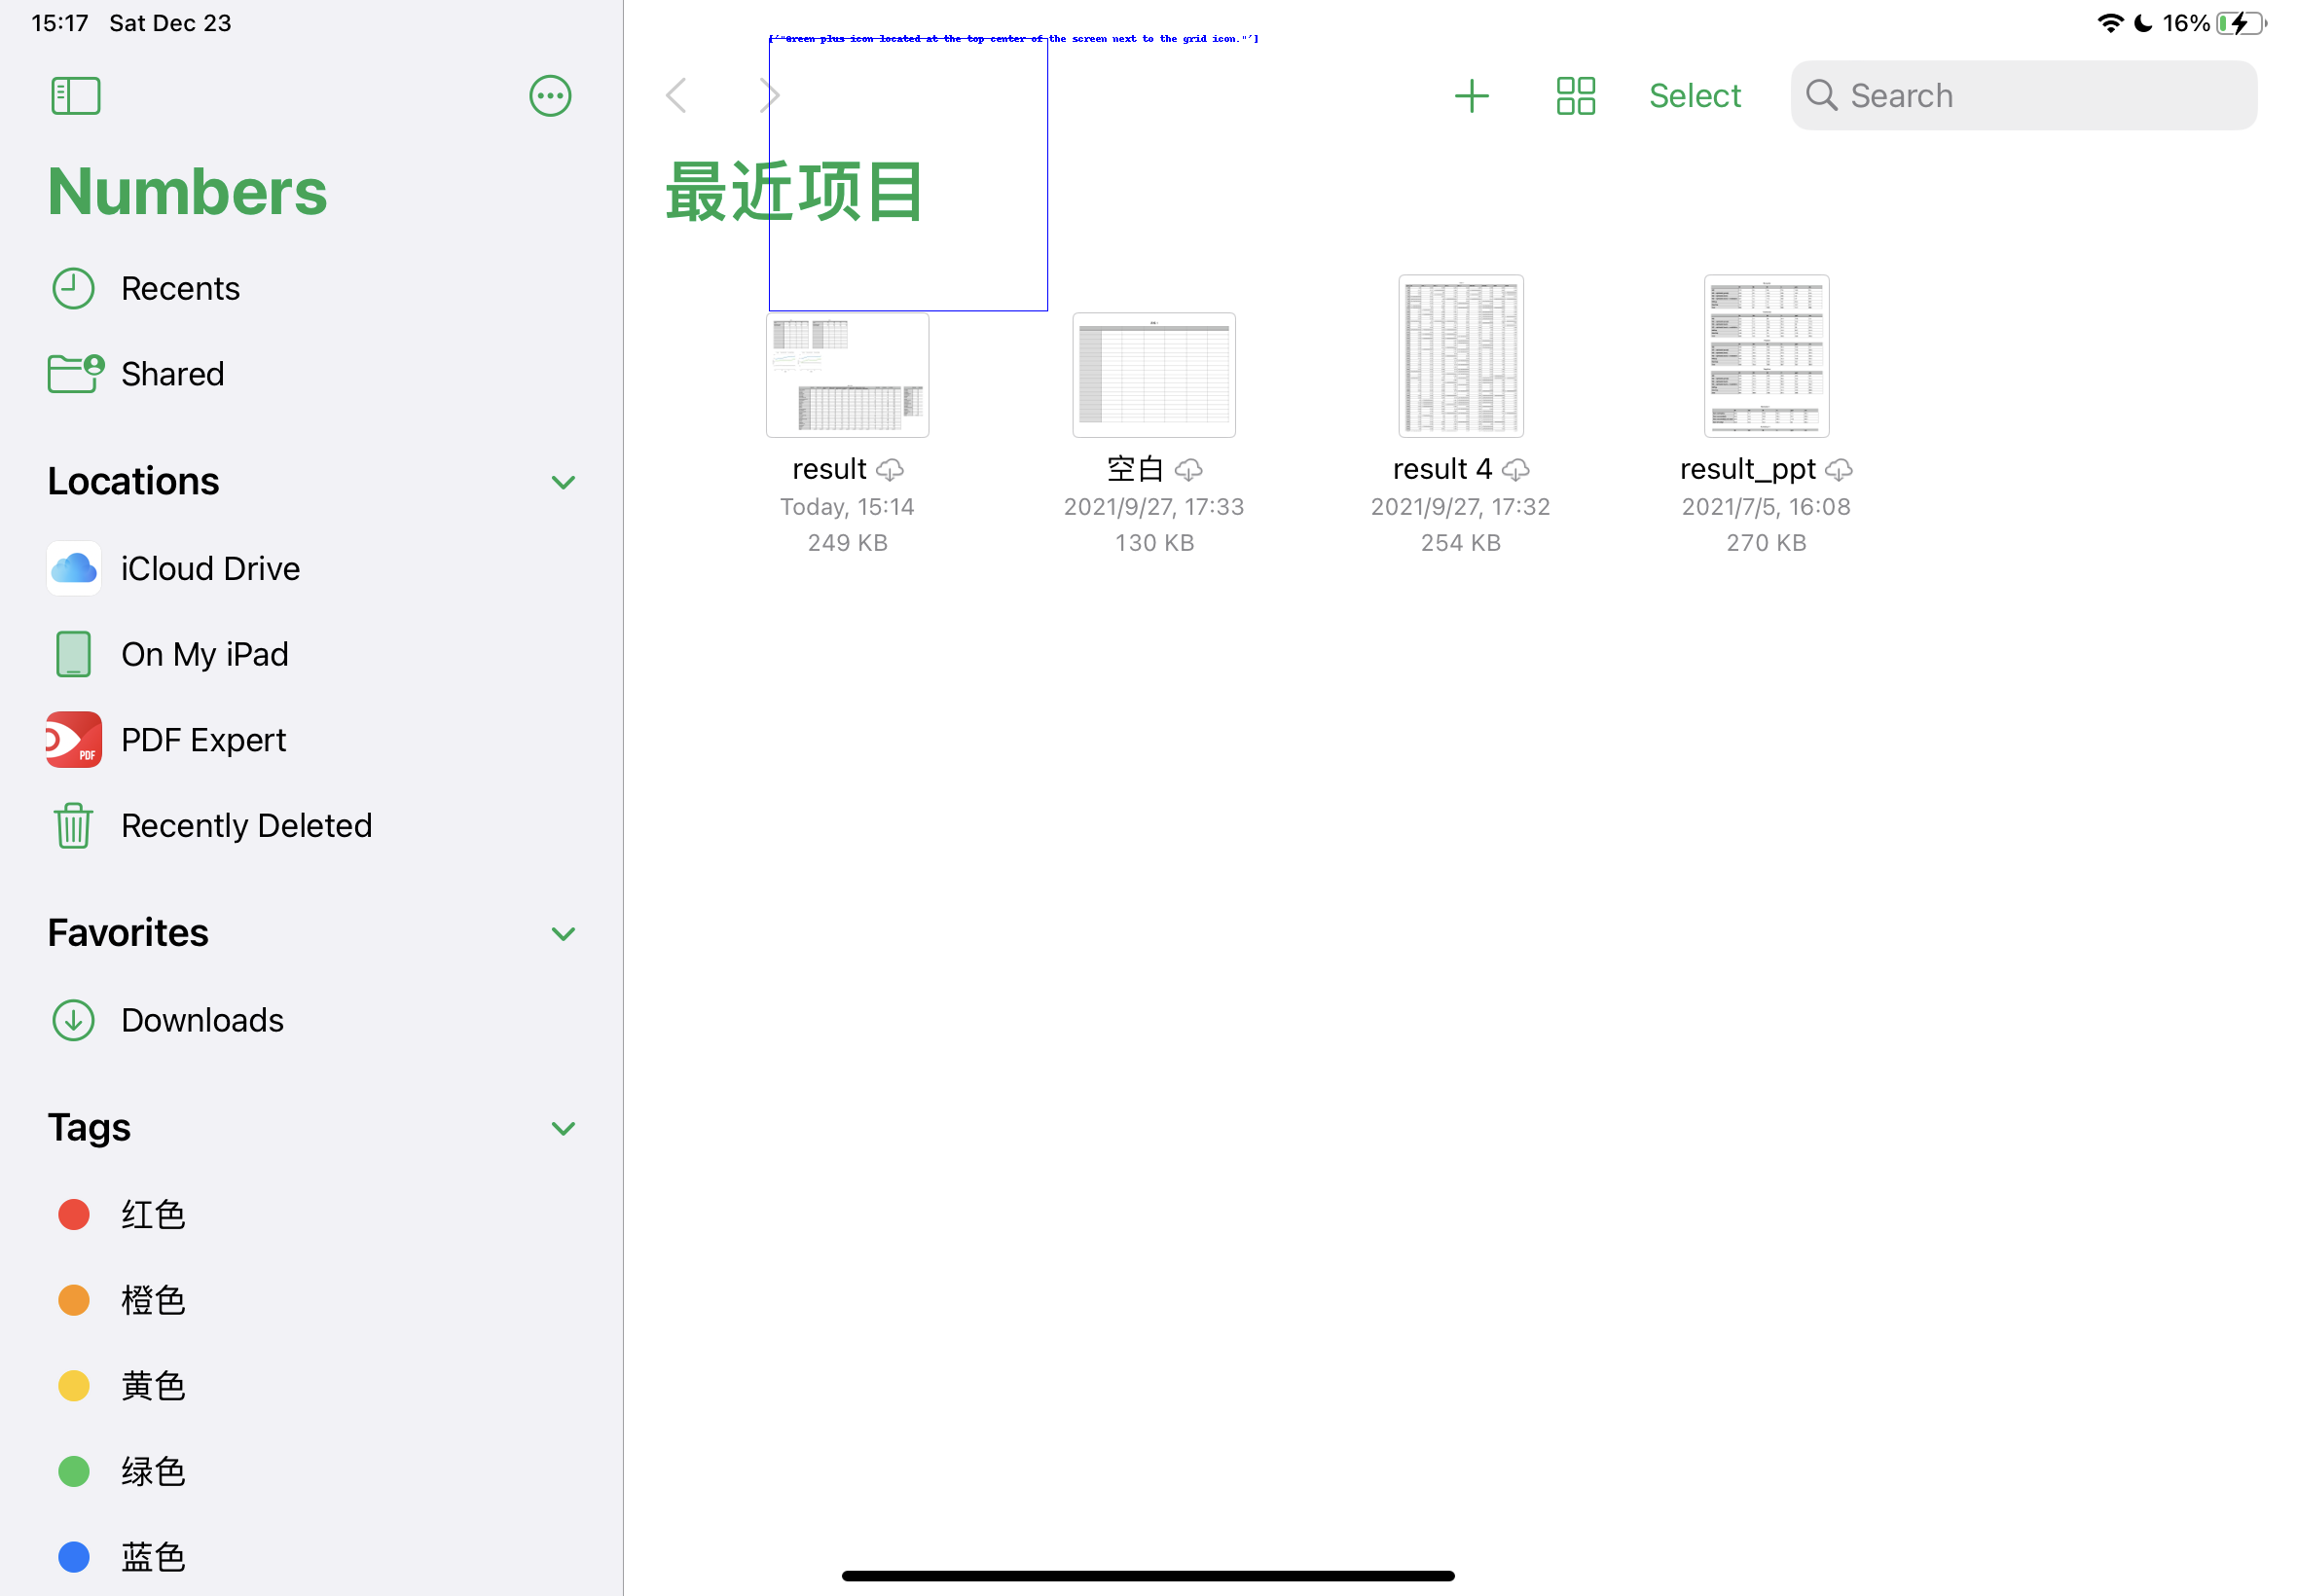 15:17 Sat Dec 23
16%
['"Green plus icon located at the top center of the screen next to the grid icon."']
Select
Search
Numbers
最近项目
Recents
Shared
Locations
iCloud Drive
On My iPad
PDF Expert
PDF
Recently Deleted
Favorites
Downloads
Tags
红色
橙色
黄色
绿色
蓝色
result
Today, 15:14
249 KB
空白
2021/9/27, 17:33
130 KB
result 4
2021/9/27, 17:32
254 KB
result_ppt
2021/7/5, 16:08
270 KB